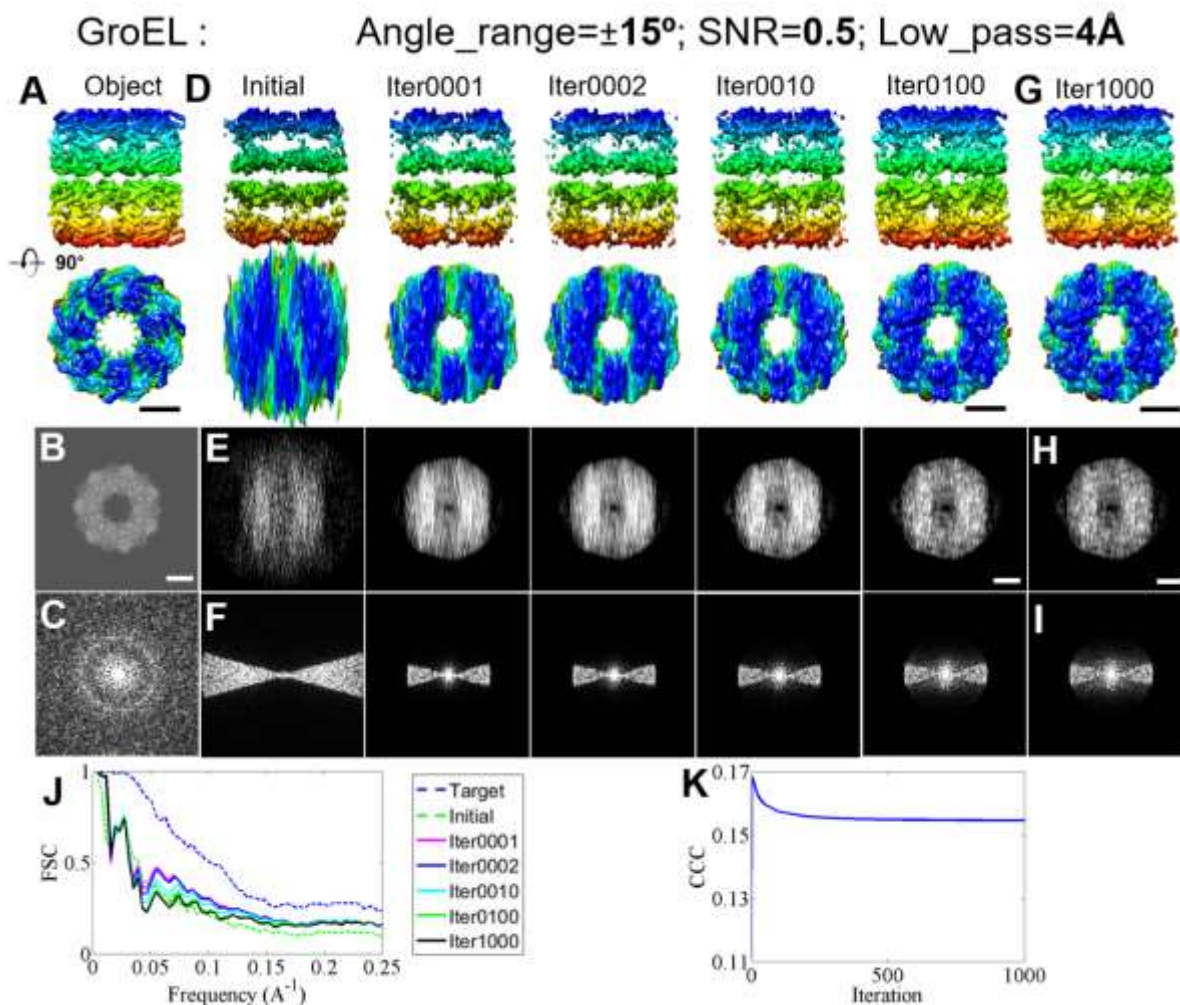 GroEL : Angle_range=±15º; SNR=0.5; Low_pass=4Å
A Object D Initial Iter0001 Iter0002 Iter0010 Iter0100 G Iter1000
90°
B E H
C F I
J K
1
0.5
0
FSC
0 0.05 0.1 0.15 0.2 0.25
Frequency (A⁻¹)
Target
Initial
Iter0001
Iter0002
Iter0010
Iter0100
Iter1000
0.17
0.15
0.13
0.11
CCC
0 500 1000
Iteration